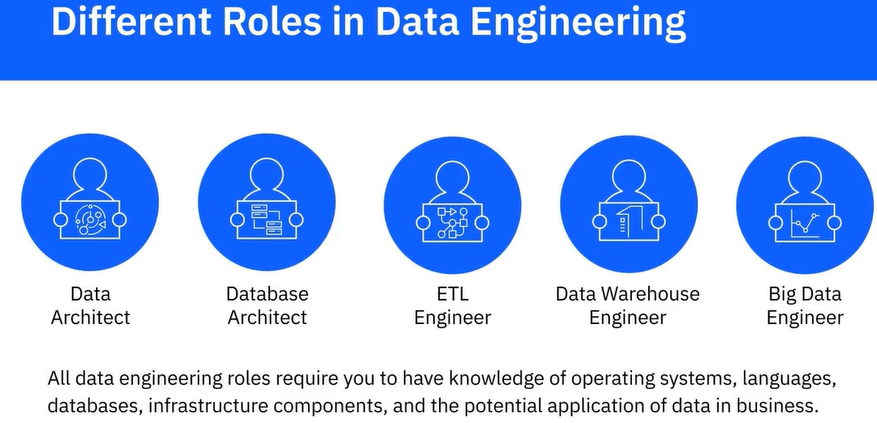 Different Roles in Data Engineering
Data
Architect
Database
Architect
ETL
Engineer
Data Warehouse
Engineer
Big Data
Engineer
All data engineering roles require you to have knowledge of operating systems, languages,
databases, infrastructure components, and the potential application of data in business.